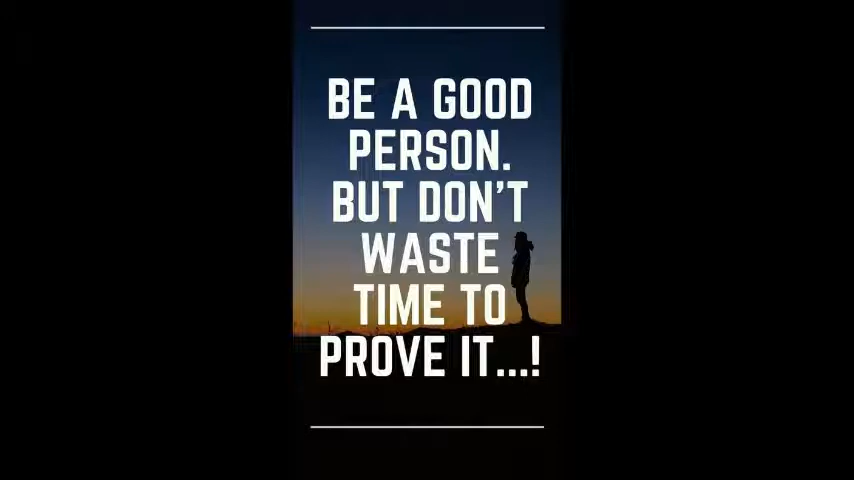 BE A GOOD
PERSON.
BUT DON'T
WASTE
TIME TO
PROVE IT...!